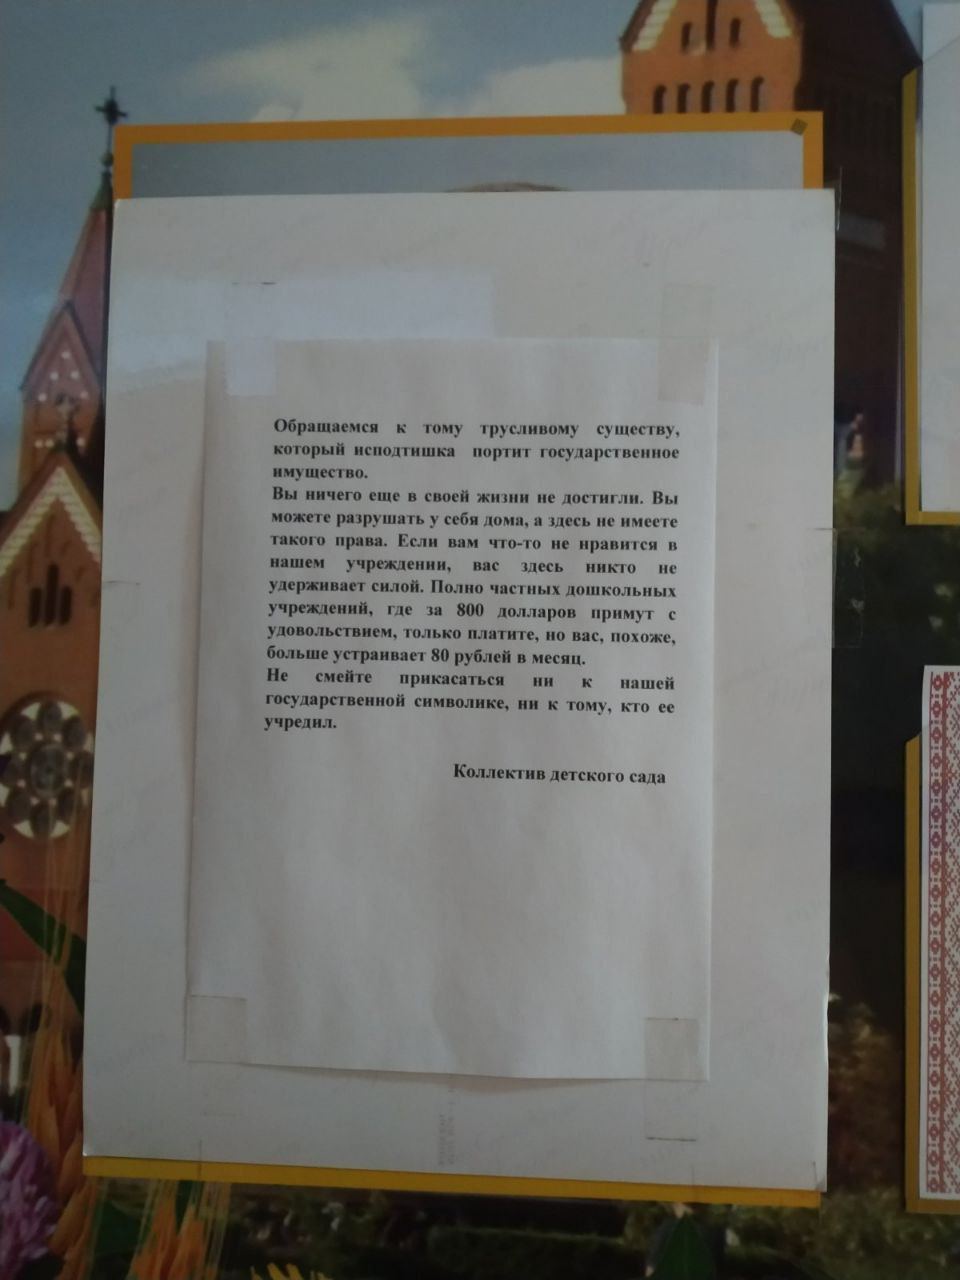 Обращаемся к тому трусливому существу,
который исподтишка портит государственное
имущество.
Вы ничего еще в своей жизни не достигли. Вы
можете разрушать у себя дома, а здесь не имеете
такого права. Если вам что-то не нравится в
нашем учреждении, вас здесь никто не
удерживает силой. Полно частных дошкольных
учреждений, где за 800 долларов примут с
удовольствием, только платите, но вас, похоже,
больше устраивает 80 рублей в месяц.
Не смейте прикасаться ни к нашей
государственной символике, ни к тому, кто ее
учредил.
Коллектив детского сада